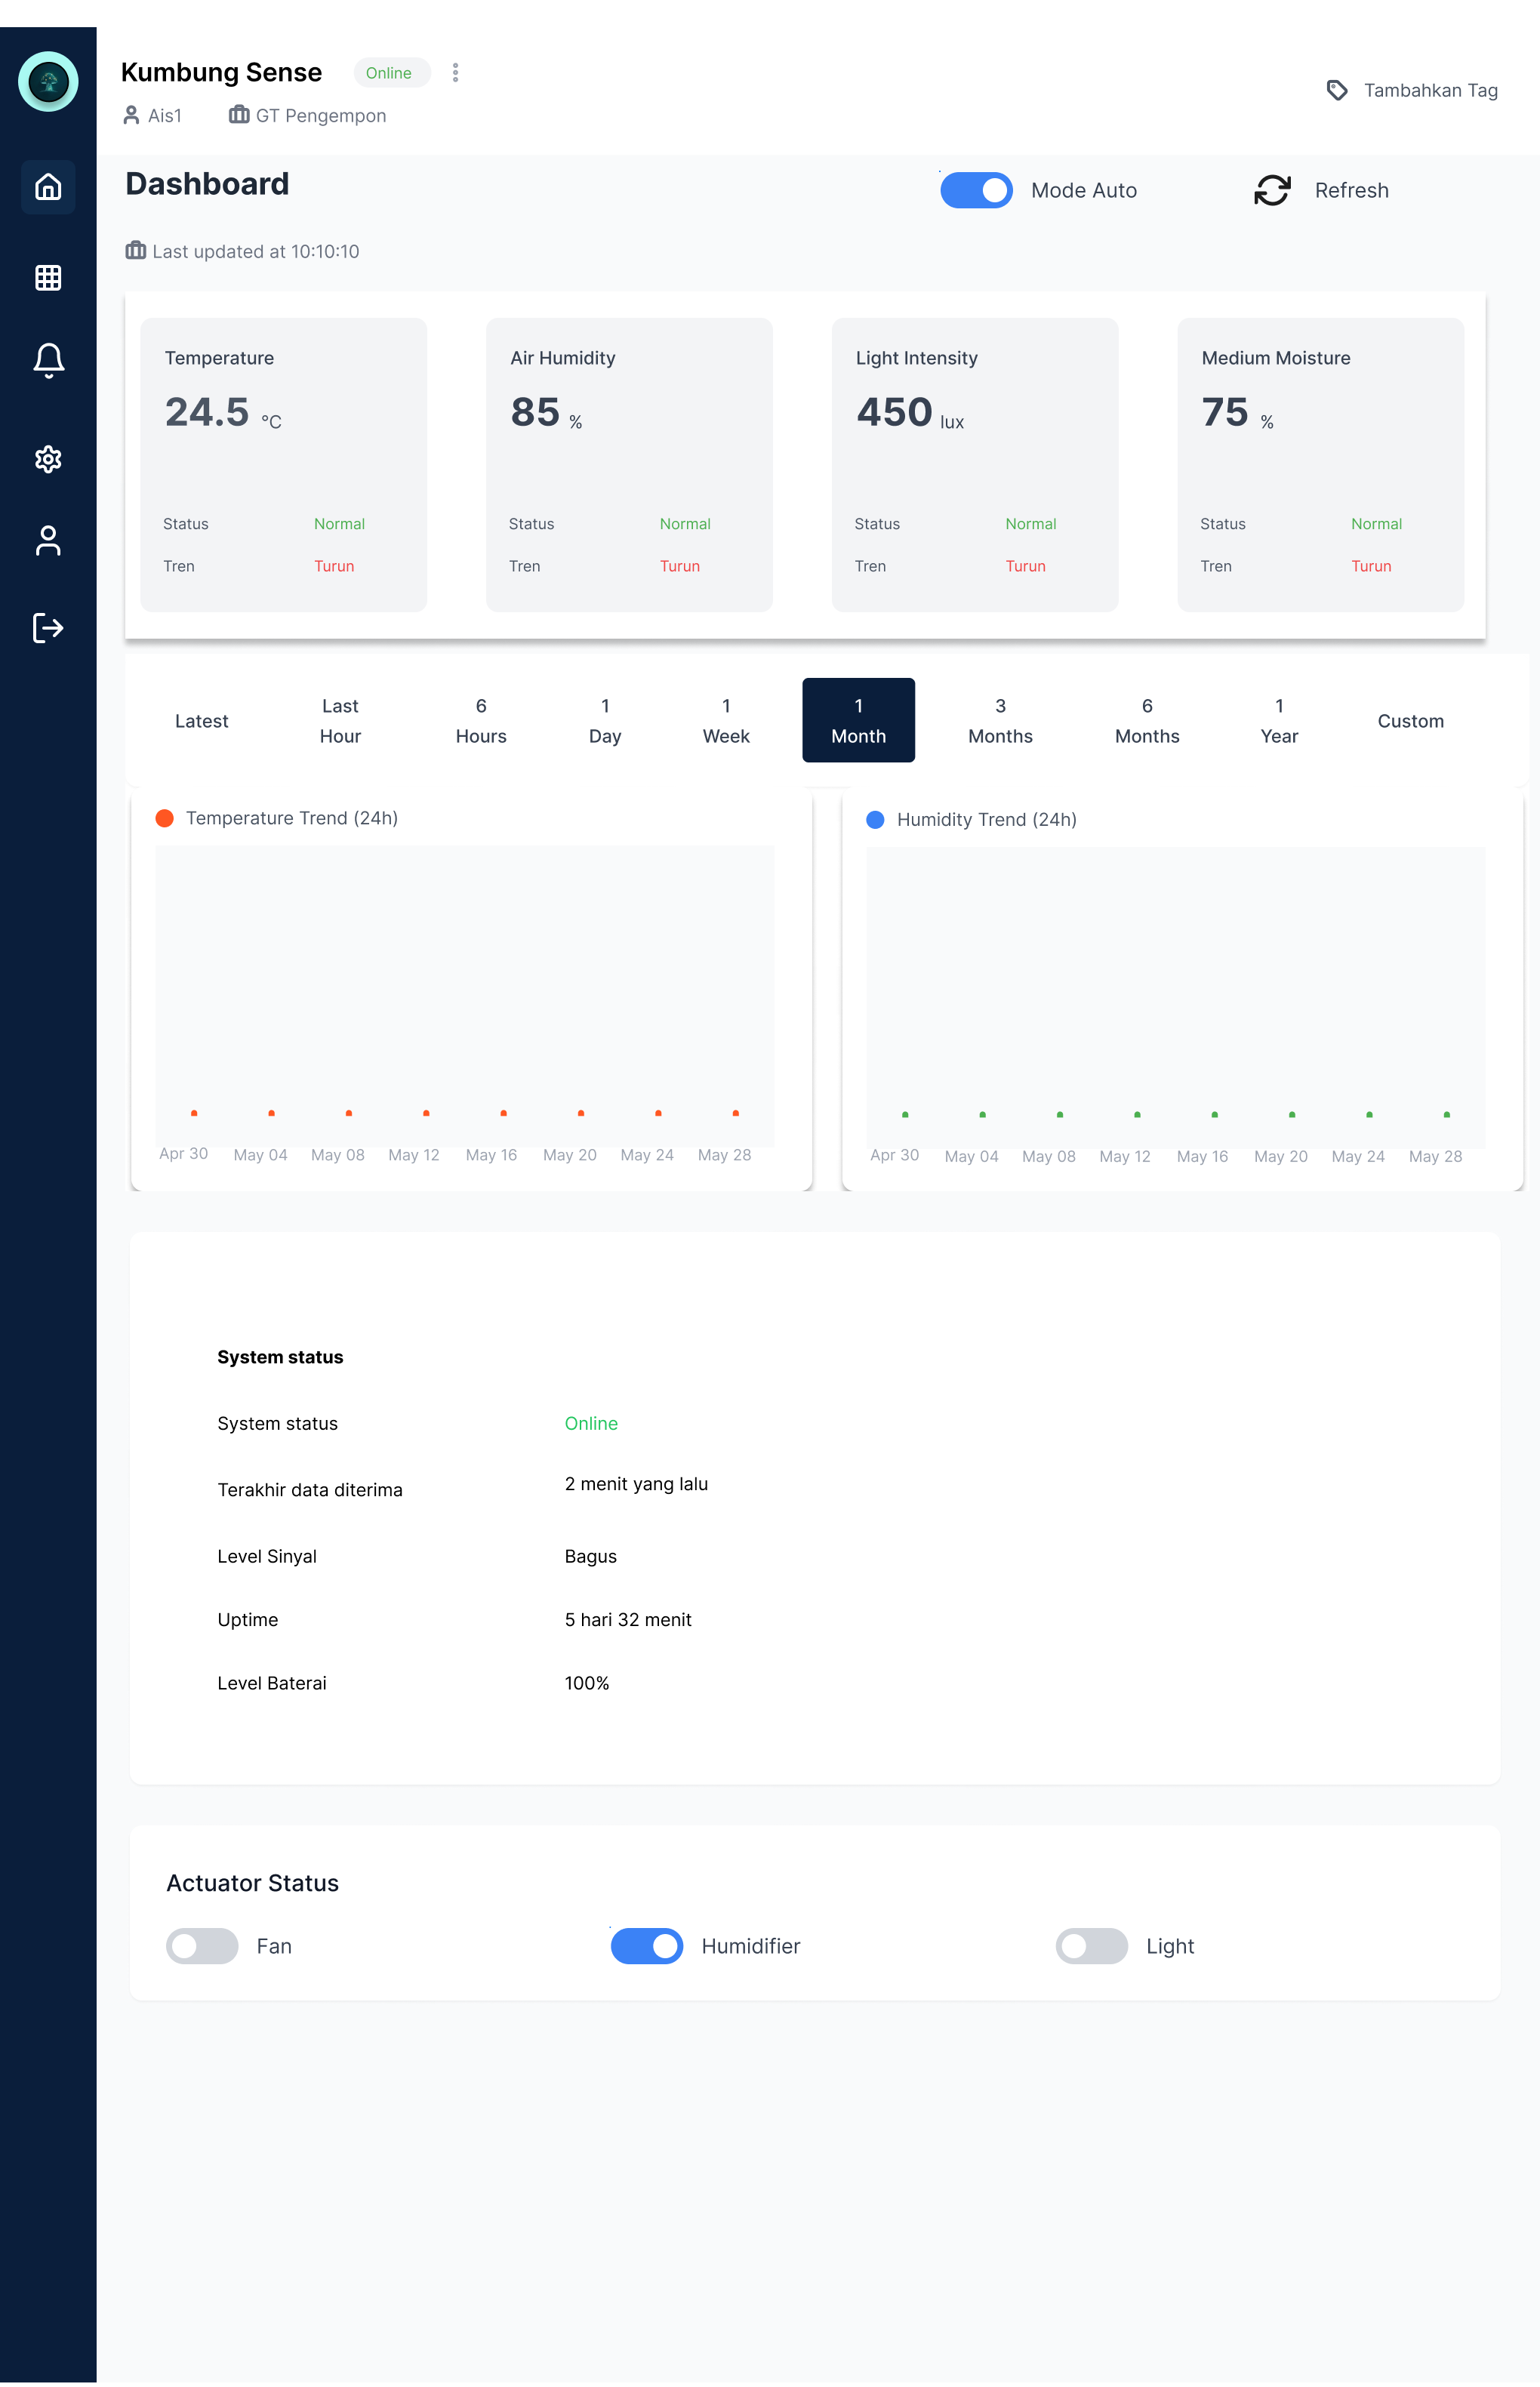 Kumbung Sense
Online
Ais1
GT Pengempon
Tambahkan Tag
Dashboard
Mode Auto
Refresh
Last updated at 10:10:10
Temperature
24.5 °C
Status Normal
Tren Turun
Air Humidity
85 %
Status Normal
Tren Turun
Light Intensity
450 lux
Status Normal
Tren Turun
Medium Moisture
75 %
Status Normal
Tren Turun
Latest
Last
Hour
6
Hours
1
Day
1
Week
1
Month
3
Months
6
Months
1
Year
Custom
Temperature Trend (24h)
Apr 30 May 04 May 08 May 12 May 16 May 20 May 24 May 28
Humidity Trend (24h)
Apr 30 May 04 May 08 May 12 May 16 May 20 May 24 May 28
System status
System status Online
Terakhir data diterima 2 menit yang lalu
Level Sinyal Bagus
Uptime 5 hari 32 menit
Level Baterai 100%
Actuator Status
Fan
Humidifier
Light